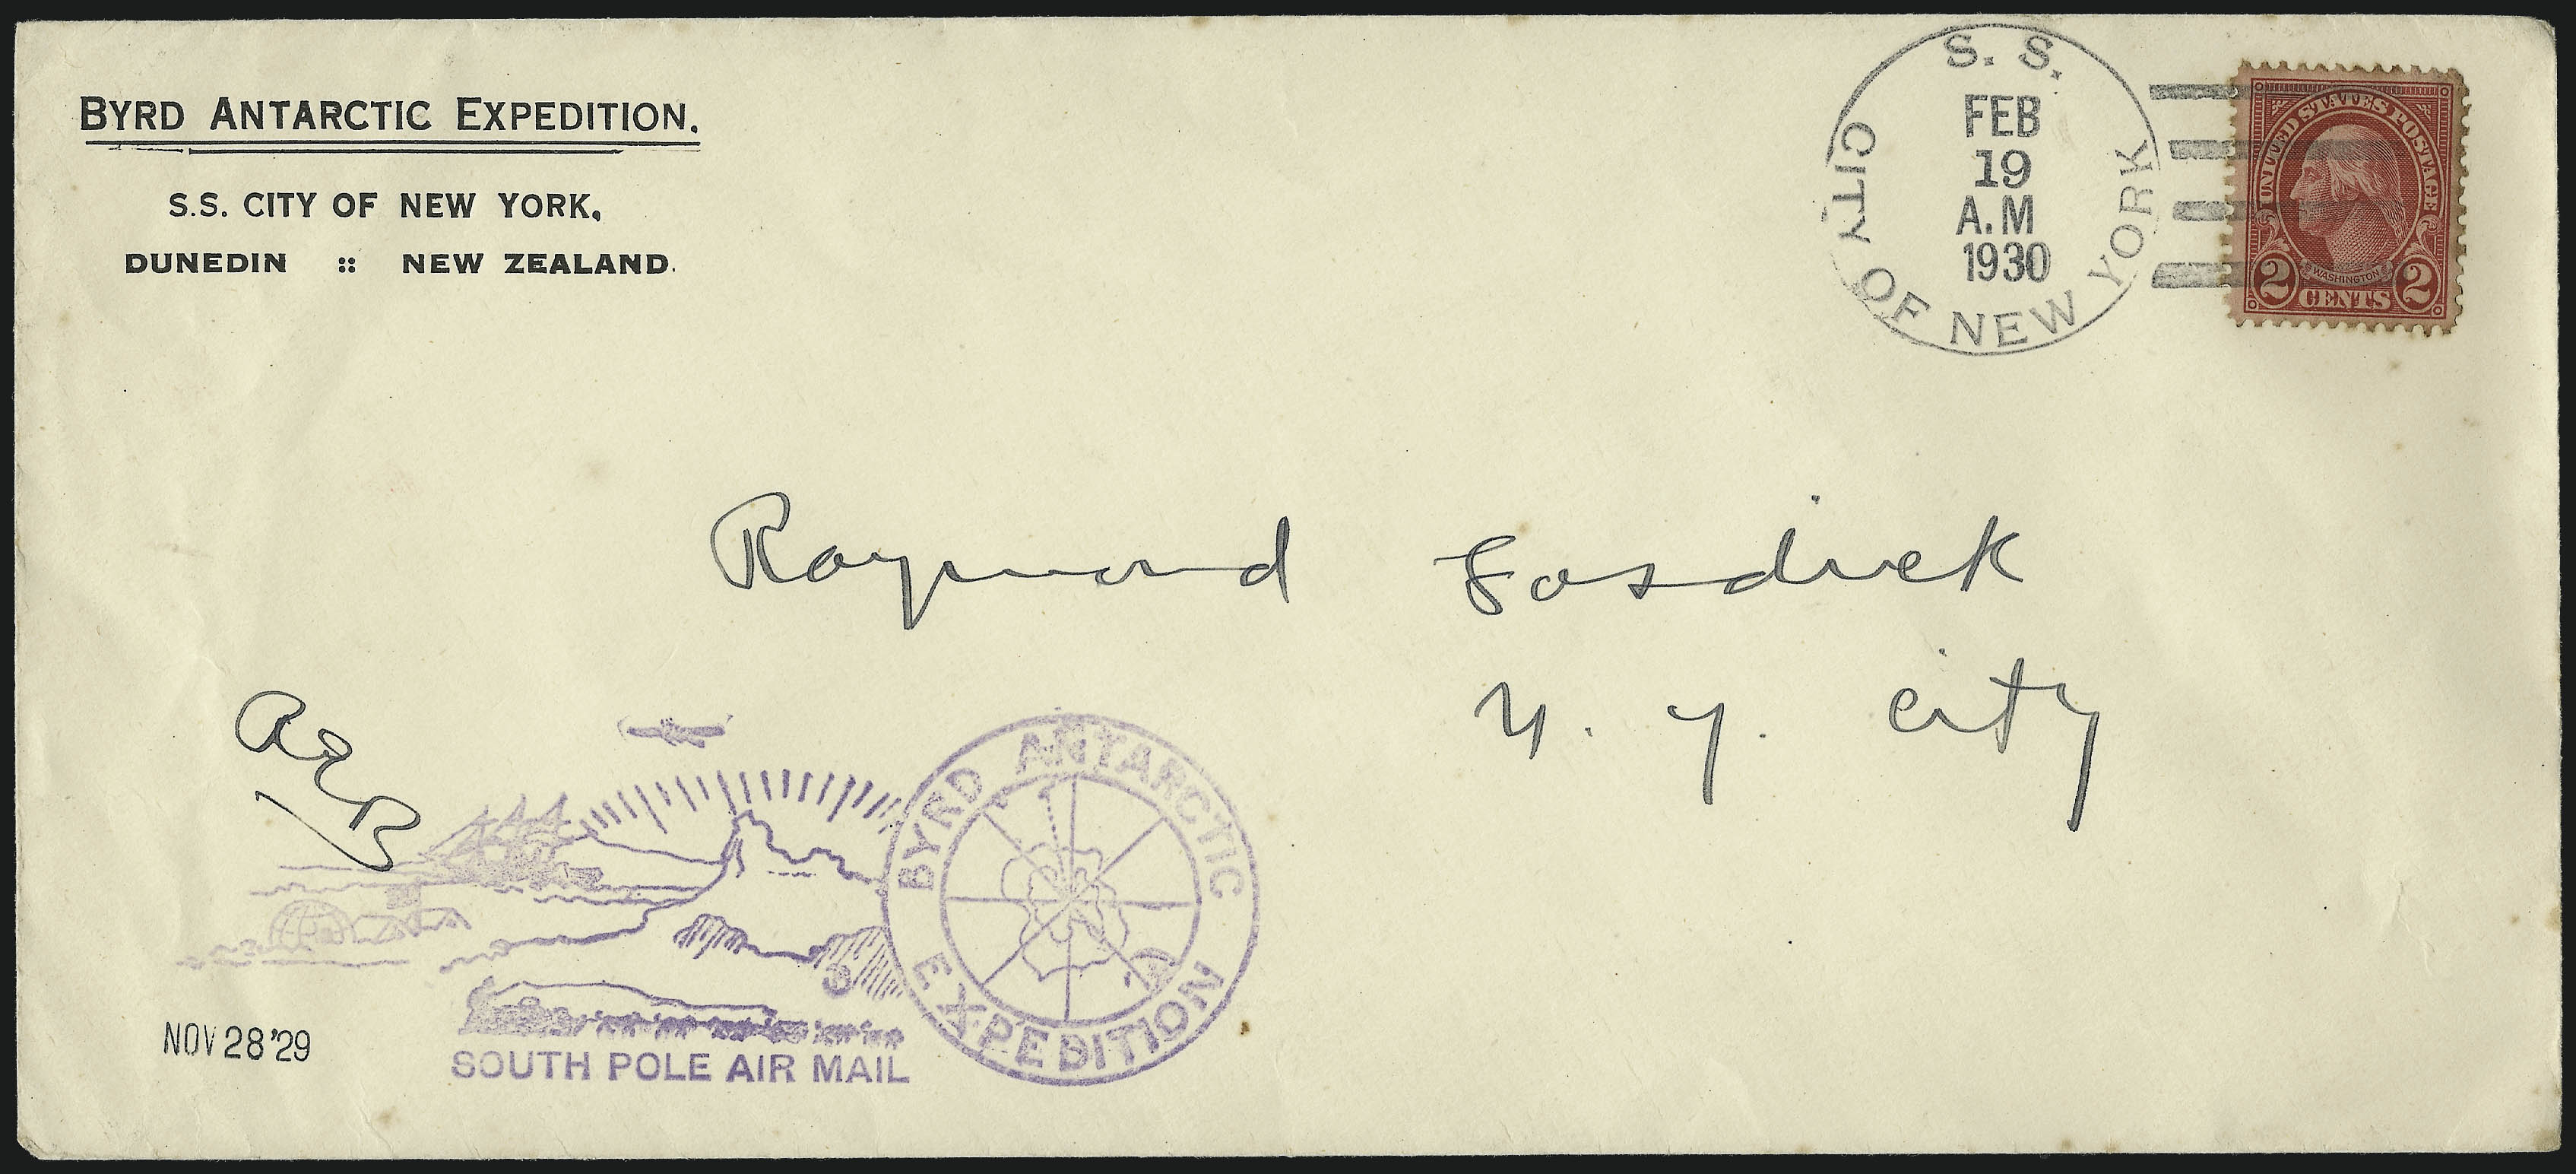 BYRD ANTARCTIC EXPEDITION.
S.S. CITY OF NEW YORK,
DUNEDIN :: NEW ZEALAND.
S. S.
CITY OF NEW YORK
FEB
19
A.M
1930
UNITED STATES POSTAGE
WASHINGTON
2 CENTS 2
Raymond Fosdick
N. Y. City
BYRD ANTARCTIC
EXPEDITION
SOUTH POLE AIR MAIL
NOV 28 '29